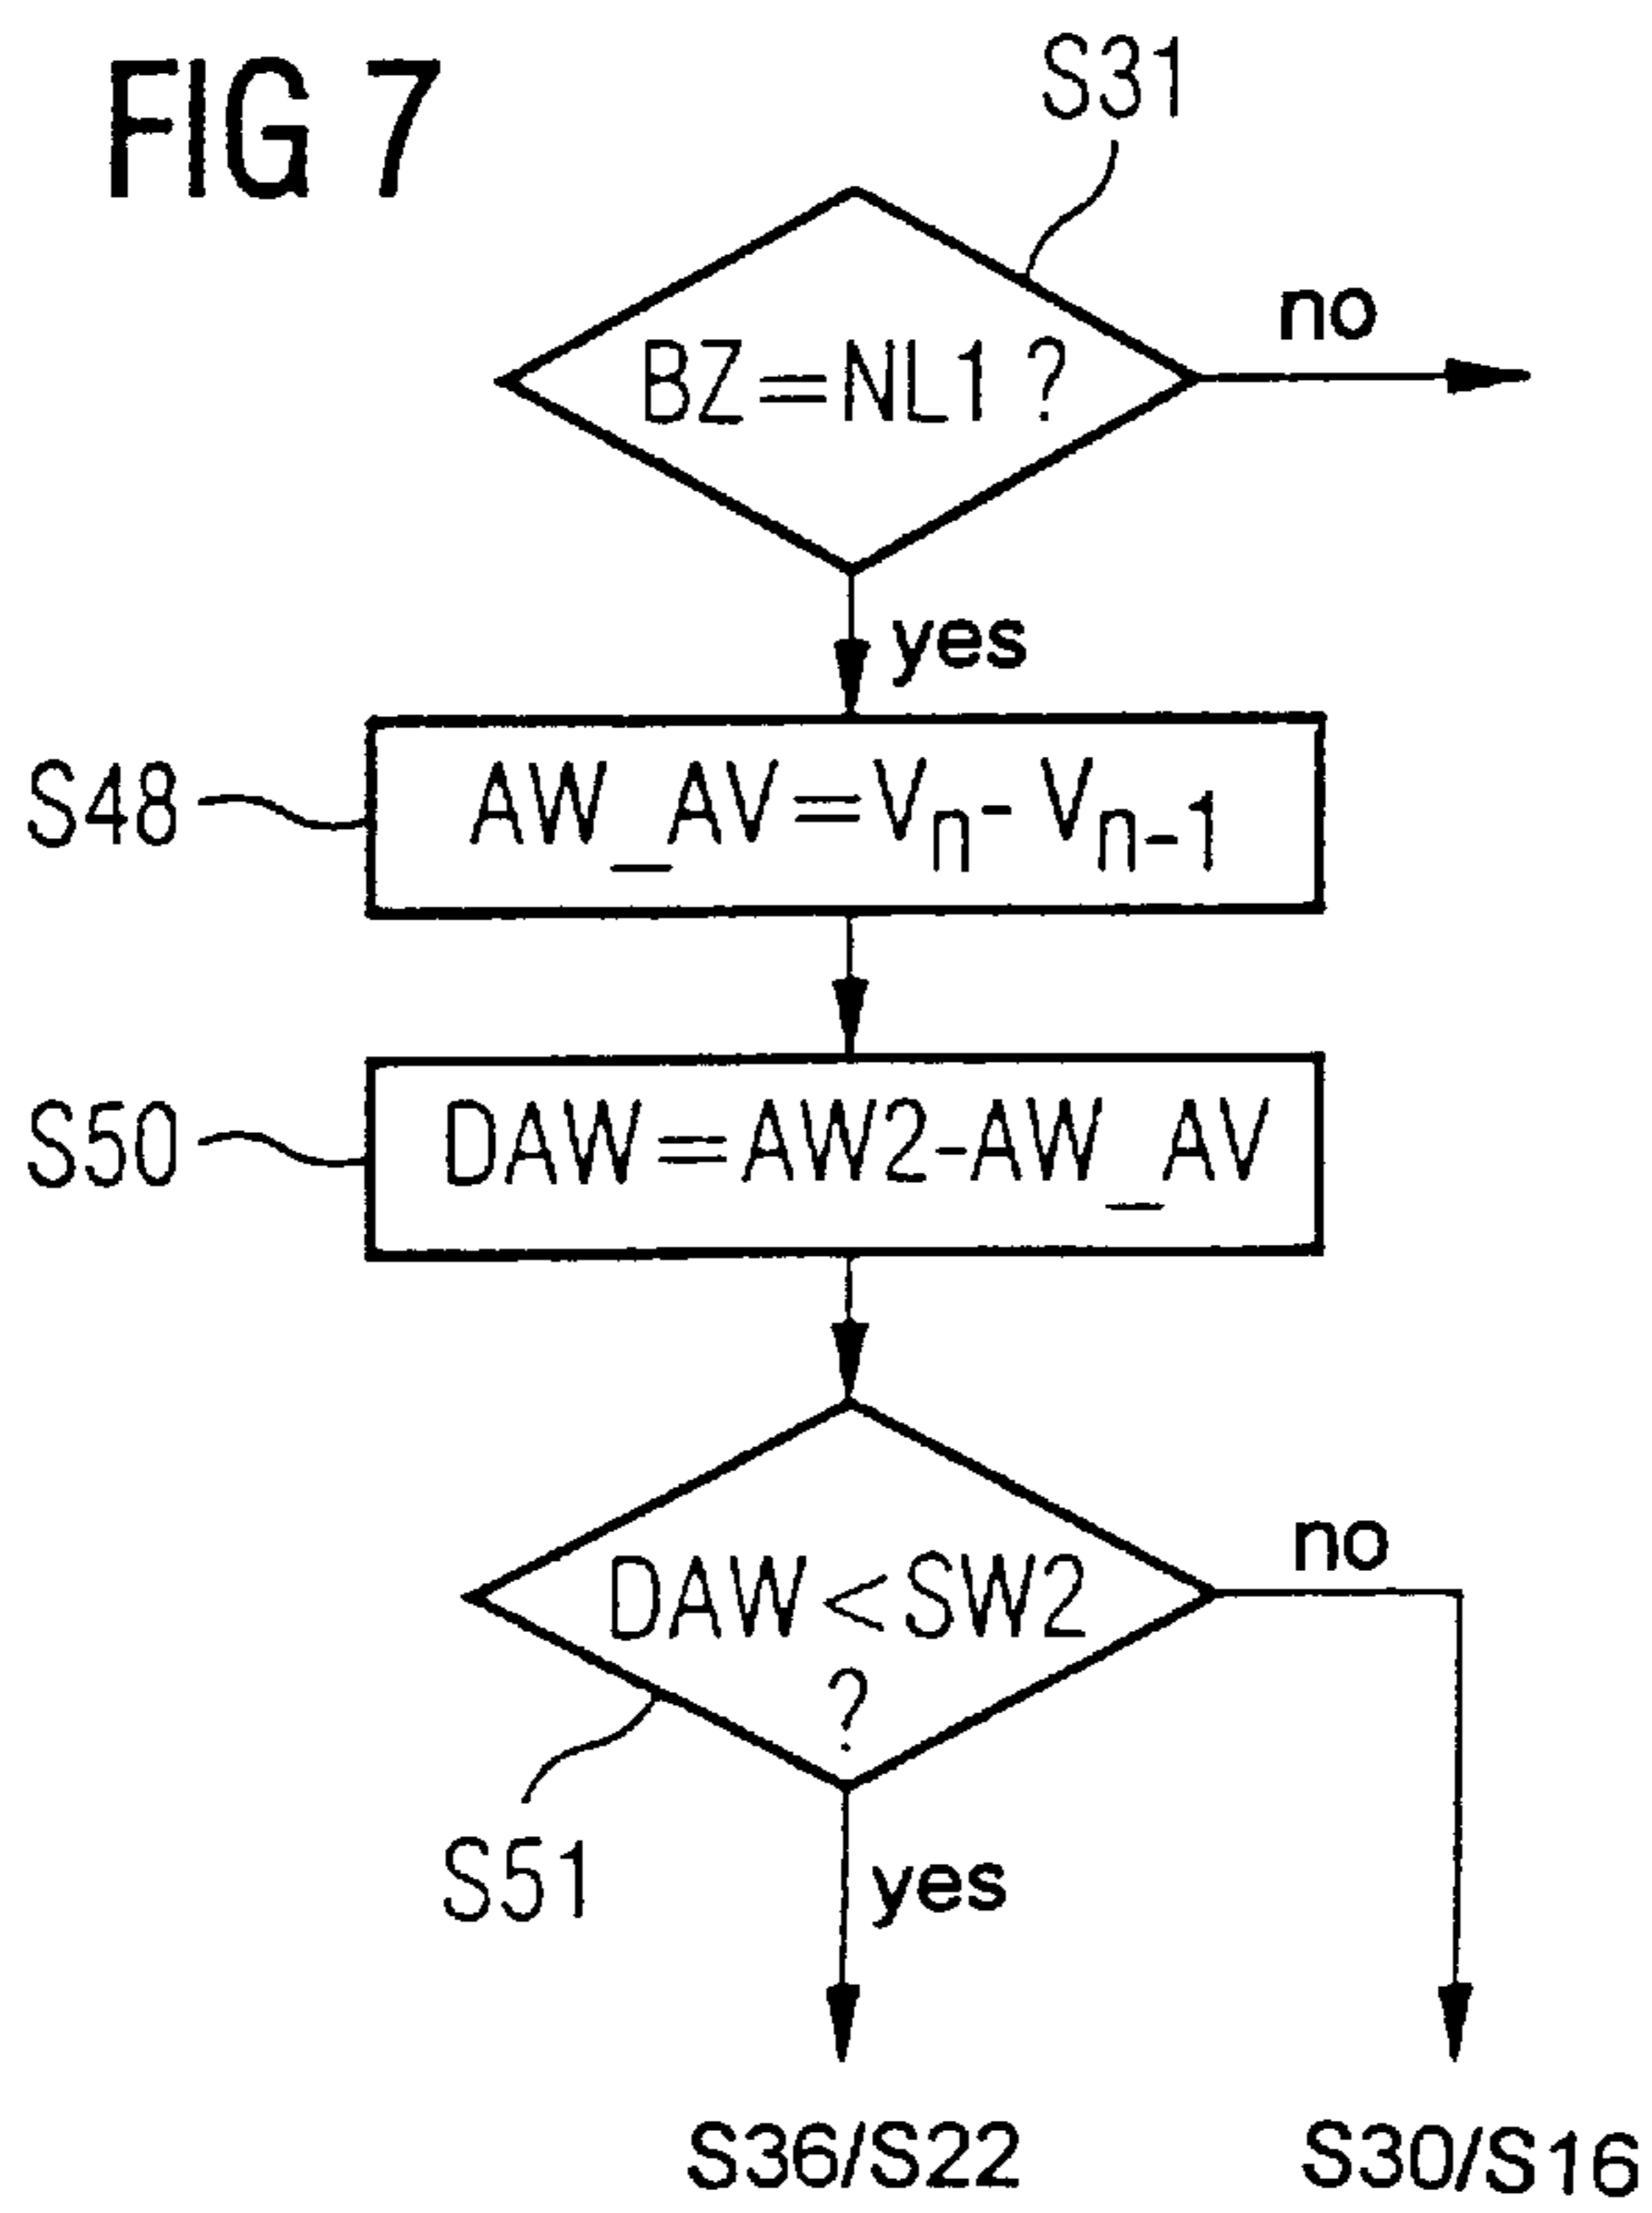 FIG 7
S31
BZ=NL1?
no
yes
S48
AW_AV=Vn-Vn-1
S50
DAW=AW2-AW_AV
DAW<SW2
?
no
S51
yes
S36/S22
S30/S16